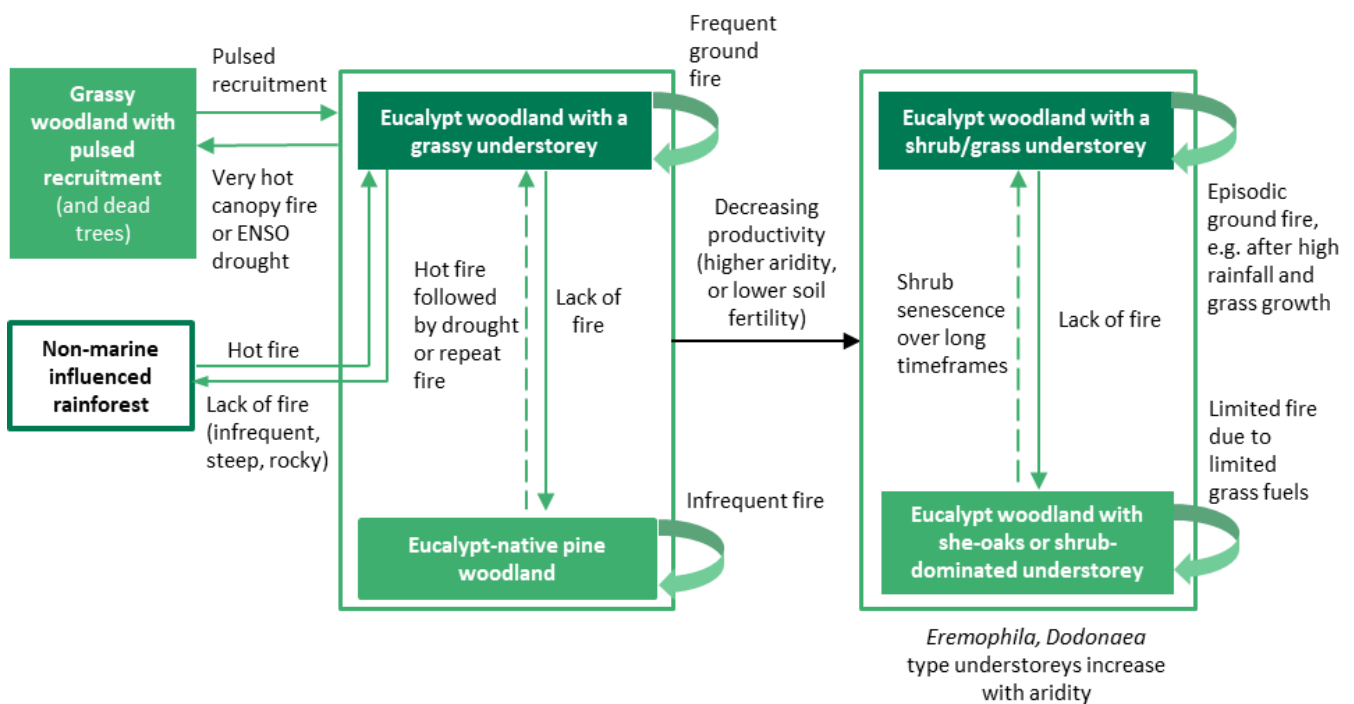 Grassy
woodland with
pulsed
recruitment
(and dead
trees)
Pulsed
recruitment
Very hot
canopy fire
or ENSO
drought
Non-marine
influenced
rainforest
Hot fire
Lack of fire
(infrequent,
steep, rocky)
Eucalypt woodland with a
grassy understorey
Frequent
ground
fire
Hot fire
followed
by drought
or repeat
fire
Lack of
fire
Eucalypt-native pine
woodland
Infrequent fire
Decreasing
productivity
(higher aridity,
or lower soil
fertility)
Eucalypt woodland with a
shrub/grass understorey
Episodic
ground fire,
e.g. after high
rainfall and
grass growth
Shrub
senescence
over long
timeframes
Lack of fire
Eucalypt woodland with
she-oaks or shrub-
dominated understorey
Limited fire
due to
limited
grass fuels
Eremophila, Dodonaea
type understoreys increase
with aridity